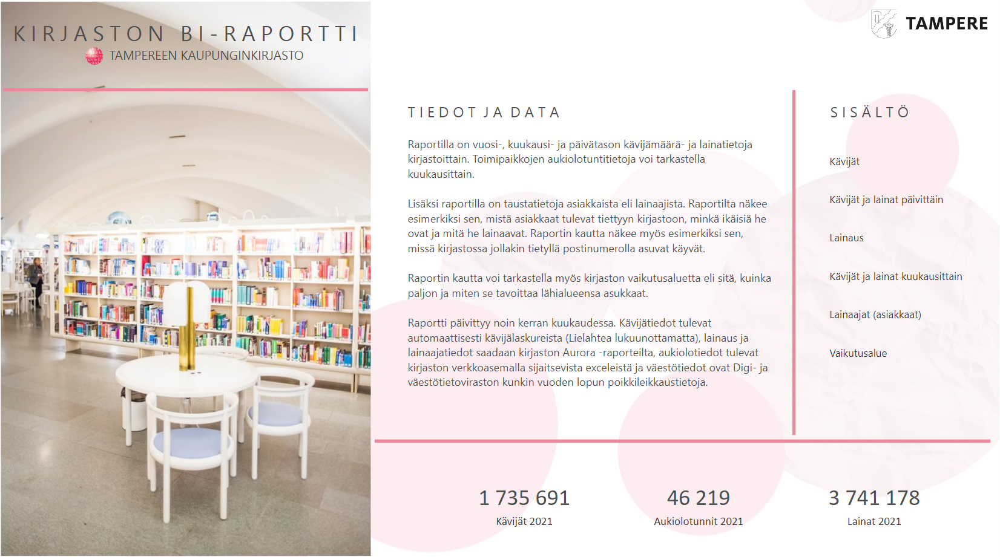 KIRJASTON BI-RAPORTTI
TAMPEREEN KAUPUNGINKIRJASTO
TAMPERE
TIEDOT JA DATA
Raportilla on vuosi-, kuukausi- ja päivätason kävijämäärä- ja lainatietoja
kirjastoittain. Toimipaikkojen aukiolotuntitietoja voi tarkastella
kuukausittain.
Lisäksi raportilla on taustatietoja asiakkaista eli lainaajista. Raportilta näkee
esimerkiksi sen, mistä asiakkaat tulevat tiettyyn kirjastoon, minkä ikäisiä he
ovat ja mitä he lainaavat. Raportin kautta näkee myös esimerkiksi sen,
missä kirjastossa jollakin tietyllä postinumerolla asuvat käyvät.
Raportin kautta voi tarkastella myös kirjaston vaikutusaluetta eli sitä, kuinka
paljon ja miten se tavoittaa lähialueensa asukkaat.
Raportti päivittyy noin kerran kuukaudessa. Kävijätiedot tulevat
automaattisesti kävijälaskureista (Lielahtea lukuunottamatta), lainaus ja
lainaajatiedot saadaan kirjaston Aurora -raporteilta, aukiolotiedot tulevat
kirjaston verkkoasemalla sijaitsevista exceleistä ja väestötiedot ovat Digi- ja
väestötietoviraston kunkin vuoden lopun poikkileikkaustietoja.
SISÄLTÖ
Kävijät
Kävijät ja lainat päivittäin
Lainaus
Kävijät ja lainat kuukausittain
Lainaajat (asiakkaat)
Vaikutusalue
1 735 691
Kävijät 2021
46 219
Aukiolotunnit 2021
3 741 178
Lainat 2021